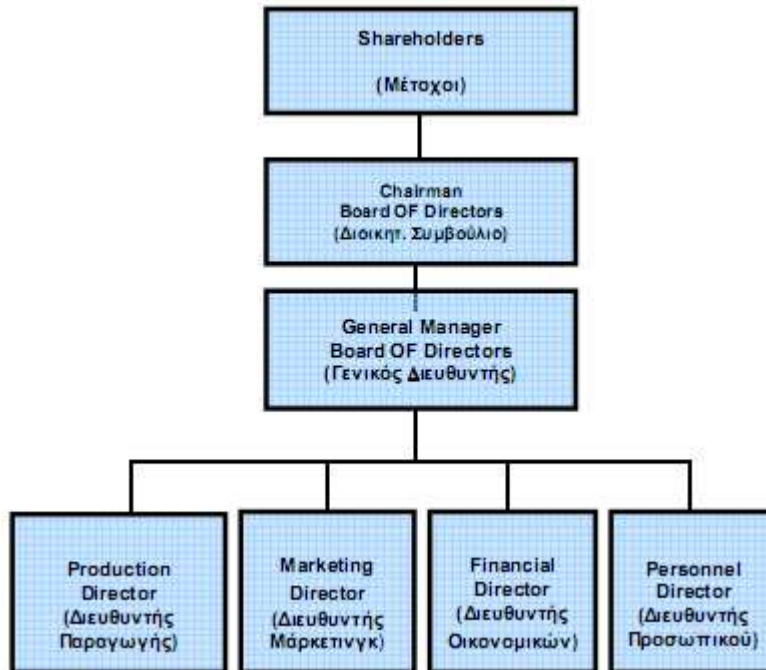 Shareholders
(Μέτοχοι)
Chairman
Board OF Directors
(Διοικητ. Συμβούλιο)
General Manager
Board OF Directors
(Γενικός Διευθυντής)
Production
Director
(Διευθυντής
Παραγωγής)
Marketing
Director
(Διευθυντής
Μάρκετινγκ)
Financial
Director
(Διευθυντής
Οικονομικών)
Personnel
Director
(Διευθυντής
Προσωπικού)